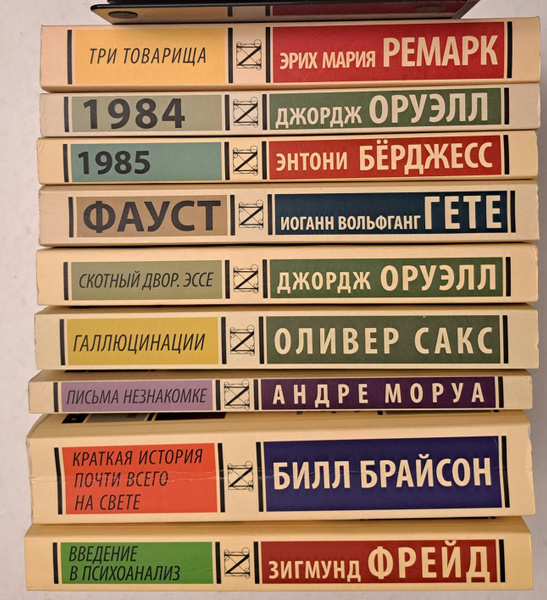 ТРИ ТОВАРИЩА
ЭРИХ МАРИЯ РЕМАРК
1984
ДЖОРДЖ ОРУЭЛЛ
1985
ЭНТОНИ БЁРДЖЕСС
ФАУСТ
ИОГАНН ВОЛЬФГАНГ ГЕТЕ
СКОТНЫЙ ДВОР. ЭССЕ
ДЖОРДЖ ОРУЭЛЛ
ГАЛЛЮЦИНАЦИИ
ОЛИВЕР САКС
ПИСЬМА НЕЗНАКОМКЕ
АНДРЕ МОРУА
КРАТКАЯ ИСТОРИЯ
ПОЧТИ ВСЕГО
НА СВЕТЕ
БИЛЛ БРАЙСОН
ВВЕДЕНИЕ
В ПСИХОАНАЛИЗ
ЗИГМУНД ФРЕЙД